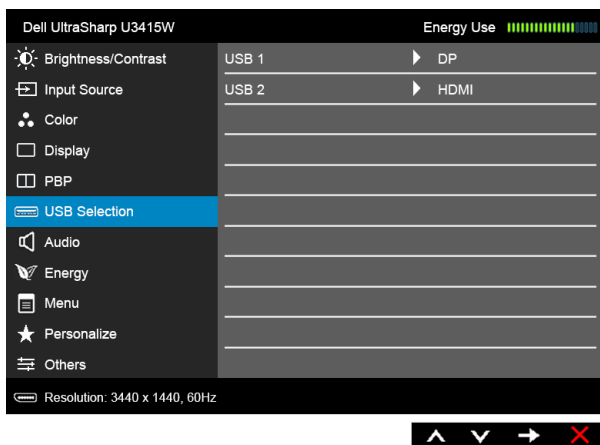 Dell UltraSharp U3415W Energy Use
Brightness/Contrast USB 1 DP
Input Source USB 2 HDMI
Color
Display
PBP
USB Selection
Audio
Energy
Menu
Personalize
Others
Resolution: 3440 x 1440, 60Hz